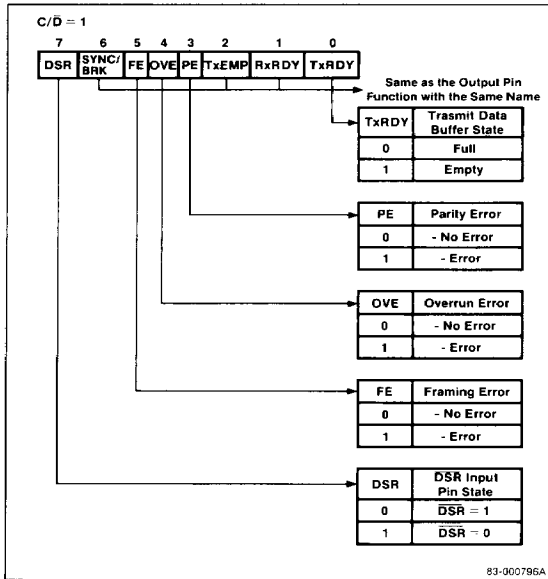 C/D̅ = 1
7 6 5 4 3 2 1 0
DSR SYNC/BRK FE OVE PE TxEMP RxRDY TxRDY
Same as the Output Pin
Function with the Same Name
TxRDY Trasmit Data Buffer State
0 Full
1 Empty
PE Parity Error
0 - No Error
1 - Error
OVE Overrun Error
0 - No Error
1 - Error
FE Framing Error
0 - No Error
1 - Error
DSR D̅S̅R̅ Input Pin State
0 D̅S̅R̅ = 1
1 D̅S̅R̅ = 0
83-000796A